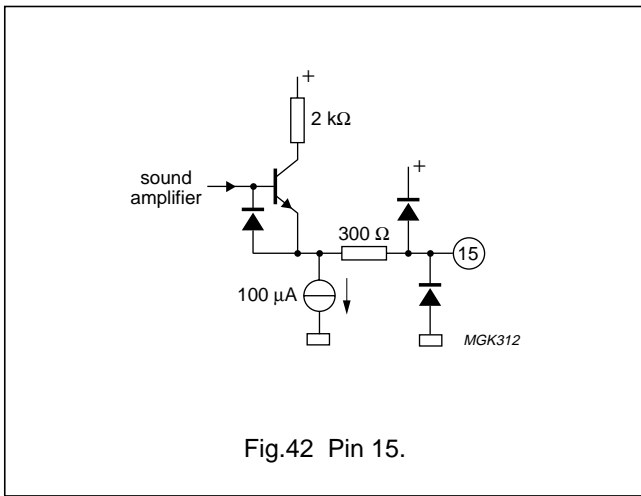 +
2 kΩ
sound
amplifier
+
300 Ω
15
100 µA
MGK312
Fig.42 Pin 15.